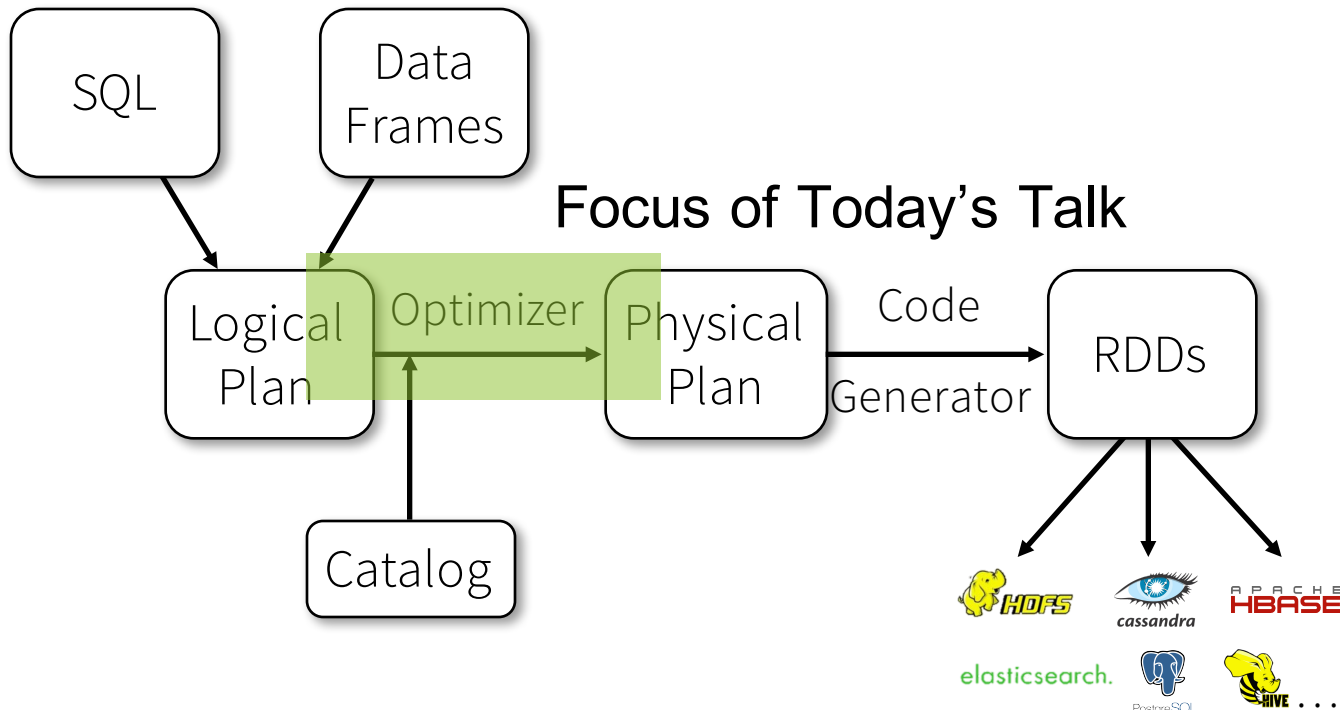 SQL
Data
Frames
Focus of Today's Talk
Logical
Plan
Optimizer
Physical
Plan
Code
Generator
RDDs
Catalog
HDFS
cassandra
APACHE
HBASE
elasticsearch.
PostgreSQL
HIVE ....